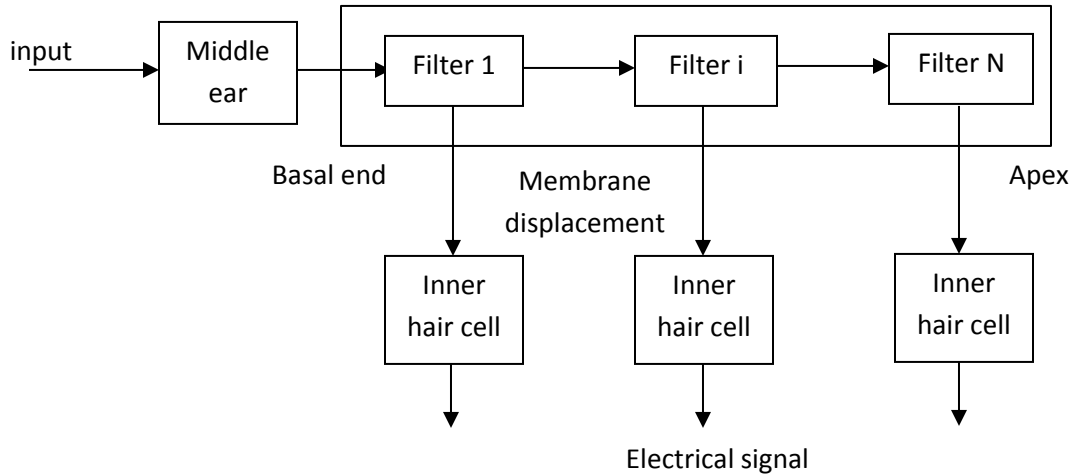 input
Middle
ear
Filter 1
Filter i
Filter N
Basal end
Membrane
displacement
Apex
Inner
hair cell
Inner
hair cell
Inner
hair cell
Electrical signal